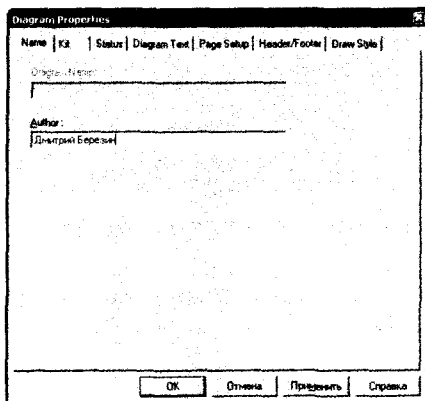 Diagram Properties
Name Kit Status Diagram Text Page Setup Header/Footer Draw Style
Diagram Name:
Author:
Дмитрий Березин
OK Отмена Применить Справка